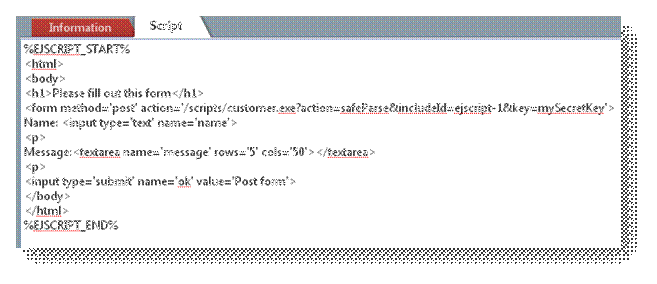 Information Script
%EJSCRIPT_START%
<html>
<body>
<h1>Please fill out this form</h1>
<form method='post' action='/scripts/customer.exe?action=safeParse&includeId=ejscript-1&key=mySecretKey'>
Name: <input type='text' name='name'>
<p>
Message:<textarea name='message' rows='5' cols='50'></textarea>
<p>
<input type='submit' name='ok' value='Post form'>
</body>
</html>
%EJSCRIPT_END%